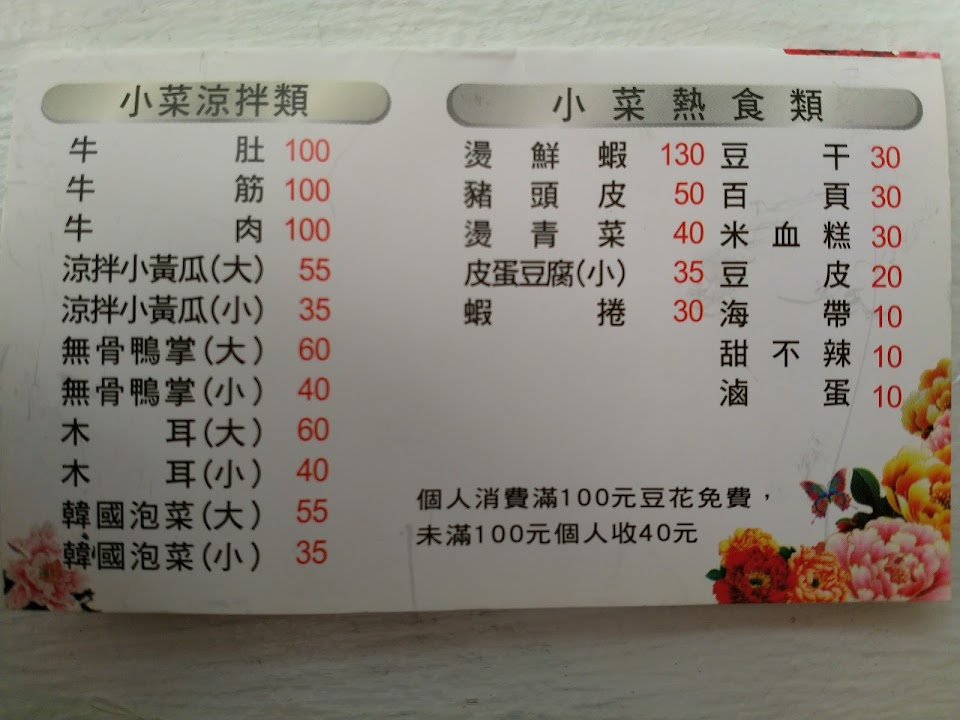 小菜涼拌類
牛肚 100
牛筋 100
牛肉 100
涼拌小黃瓜(大) 55
涼拌小黃瓜(小) 35
無骨鴨掌(大) 60
無骨鴨掌(小) 40
木耳(大) 60
木耳(小) 40
韓國泡菜(大) 55
韓國泡菜(小) 35
小菜熱食類
燙鮮蝦 130
豬頭皮 50
燙青菜 40
皮蛋豆腐(小) 35
蝦捲 30
豆干 30
百頁 30
米血糕 30
豆皮 20
海帶 10
甜不辣 10
滷蛋 10
個人消費滿100元豆花免費，
未滿100元個人收40元